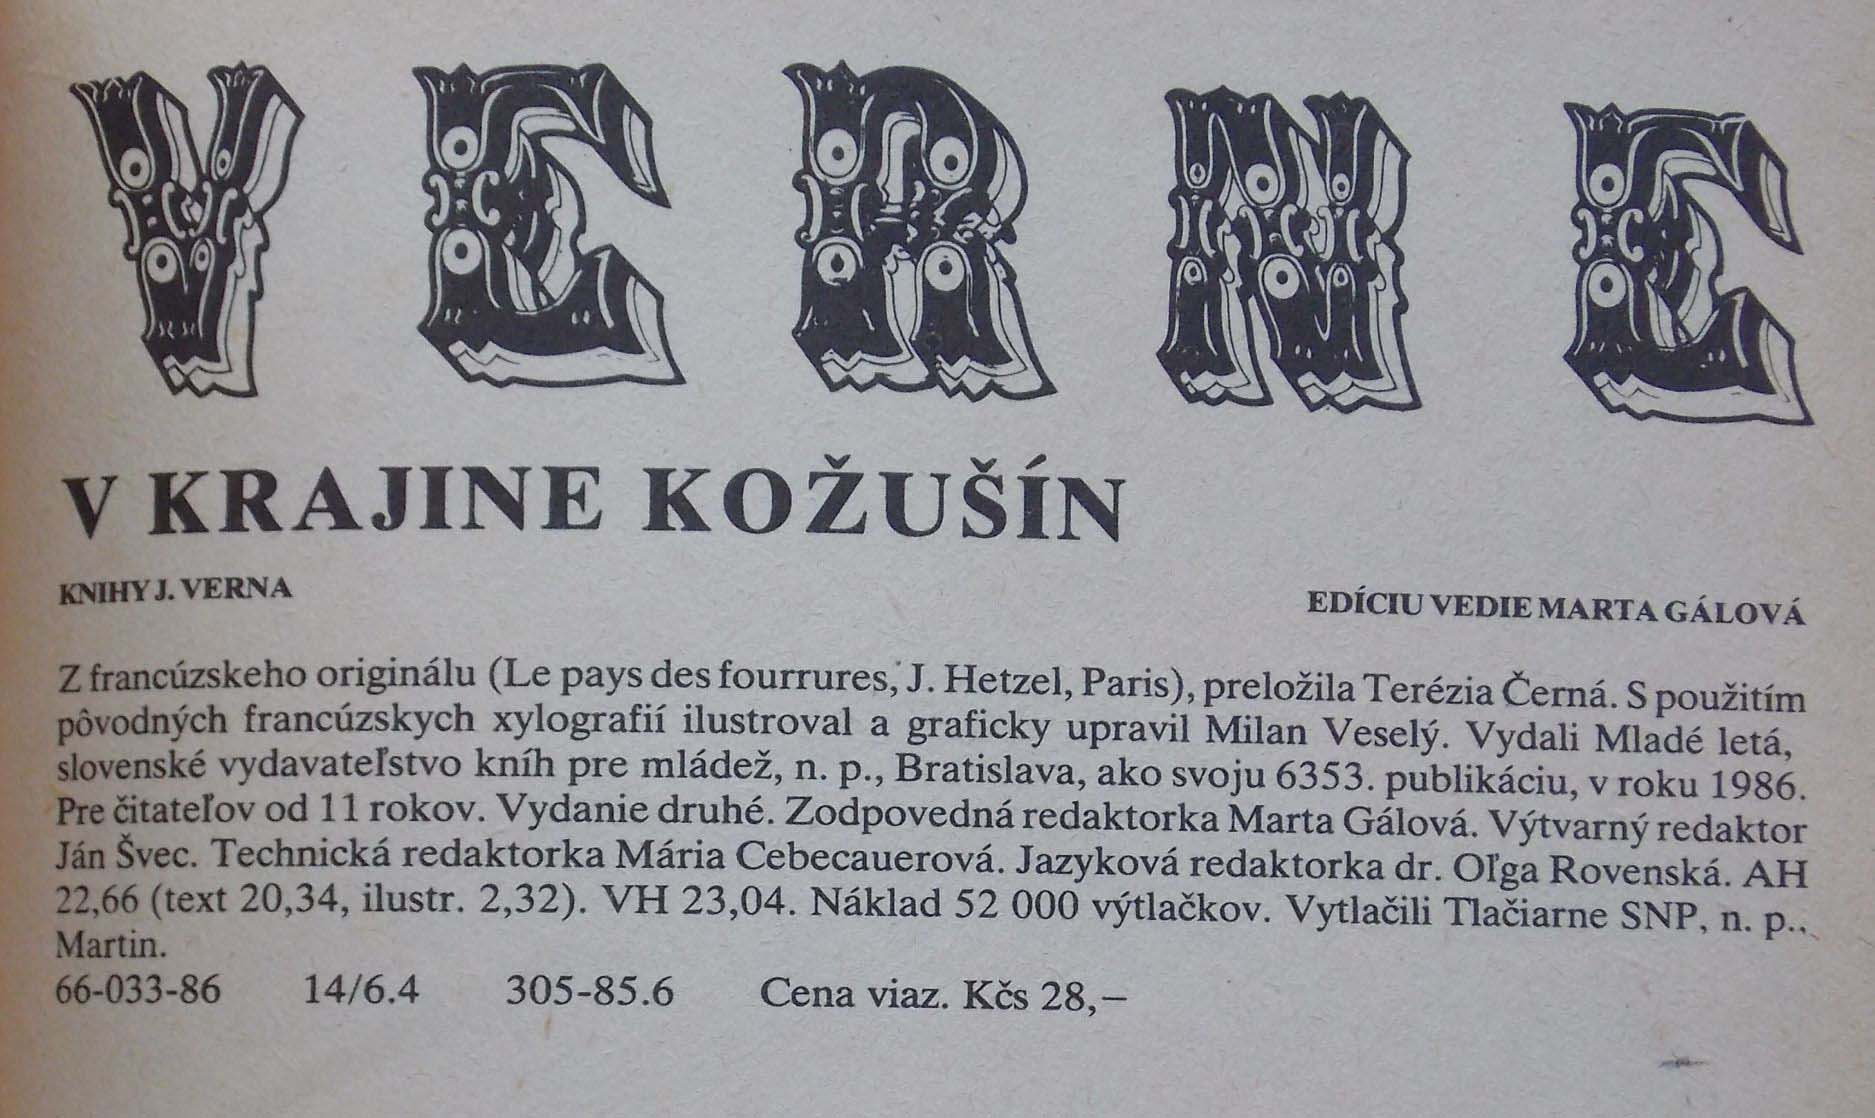 VERNE
V KRAJINE KOŽUŠÍN
KNIHY J. VERNA
EDÍCIU VEDIE MARTA GÁLOVÁ
Z francúzskeho originálu (Le pays des fourrures, J. Hetzel, Paris), preložila Terézia Černá. S použitím
pôvodných francúzskych xylografií ilustroval a graficky upravil Milan Veselý. Vydali Mladé letá,
slovenské vydavateľstvo kníh pre mládež, n. p., Bratislava, ako svoju 6353. publikáciu, v roku 1986.
Pre čitateľov od 11 rokov. Vydanie druhé. Zodpovedná redaktorka Marta Gálová. Výtvarný redaktor
Ján Švec. Technická redaktorka Mária Cebecauerová. Jazyková redaktorka dr. Oľga Rovenská. AH
22,66 (text 20,34, ilustr. 2,32). VH 23,04. Náklad 52 000 výtlačkov. Vytlačili Tlačiarne SNP, n. p.,
Martin.
66-033-86 14/6.4 305-85.6 Cena viaz. Kčs 28,–